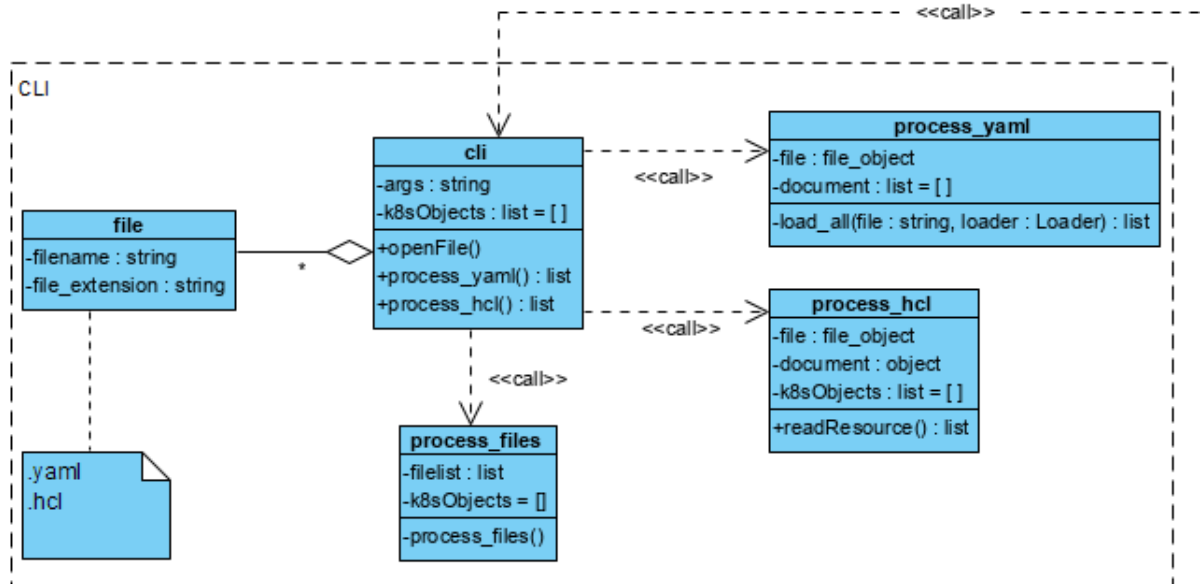 <<call>>
CLI
cli
-args : string
-k8sObjects : list = [ ]
+openFile()
+process_yaml() : list
+process_hcl() : list
<<call>>
process_yaml
-file : file_object
-document : list = [ ]
-load_all(file : string, loader : Loader) : list
file
-filename : string
-file_extension : string
*
<<call>>
process_hcl
-file : file_object
-document : object
-k8sObjects : list = [ ]
+readResource() : list
<<call>>
process_files
-filelist : list
-k8sObjects = []
-process_files()
.yaml
.hcl